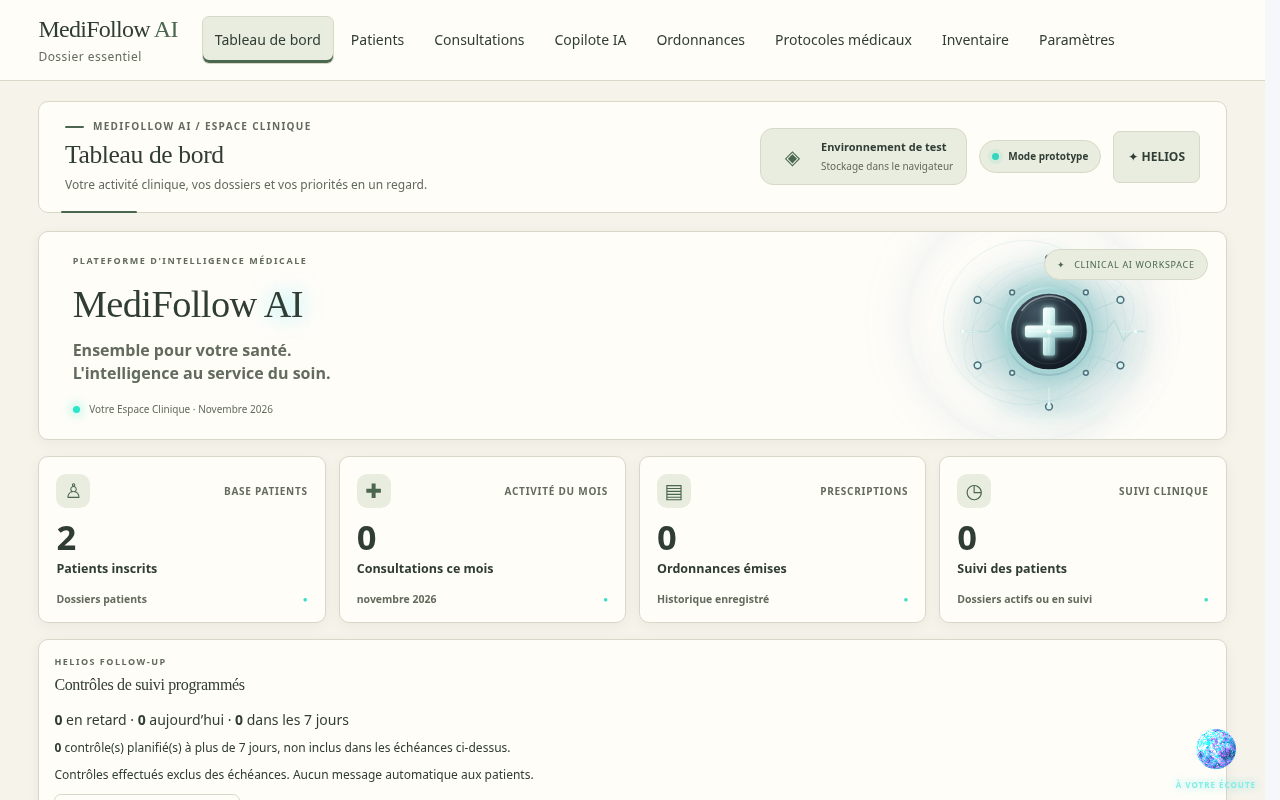 MediFollow AI
Dossier essentiel
Tableau de bord
Patients
Consultations
Copilote IA
Ordonnances
Protocoles médicaux
Inventaire
Paramètres
MEDIFOLLOW AI / ESPACE CLINIQUE
Tableau de bord
Votre activité clinique, vos dossiers et vos priorités en un regard.
Environnement de test
Stockage dans le navigateur
Mode prototype
✦ HELIOS
PLATEFORME D'INTELLIGENCE MÉDICALE
MediFollow AI
Ensemble pour votre santé.
L'intelligence au service du soin.
Votre Espace Clinique · Novembre 2026
✦ CLINICAL AI WORKSPACE
BASE PATIENTS
2
Patients inscrits
Dossiers patients
ACTIVITÉ DU MOIS
0
Consultations ce mois
novembre 2026
PRESCRIPTIONS
0
Ordonnances émises
Historique enregistré
SUIVI CLINIQUE
0
Suivi des patients
Dossiers actifs ou en suivi
HELIOS FOLLOW-UP
Contrôles de suivi programmés
0 en retard · 0 aujourd’hui · 0 dans les 7 jours
0 contrôle(s) planifié(s) à plus de 7 jours, non inclus dans les échéances ci-dessus.
Contrôles effectués exclus des échéances. Aucun message automatique aux patients.
À VOTRE ÉCOUTE